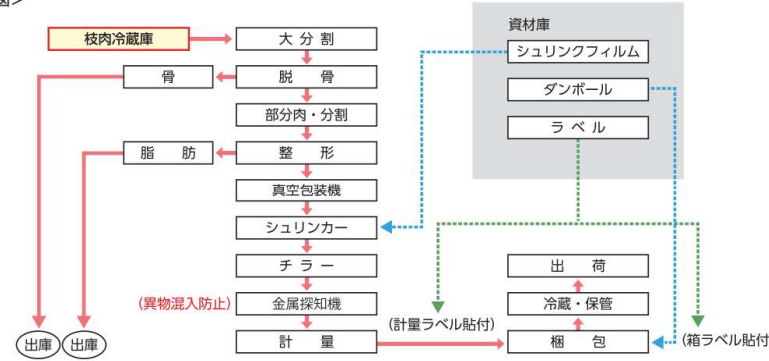 図>
枝肉冷蔵庫
大分割
骨
脱骨
部分肉・分割
脂肪
整形
真空包装機
シュリンカー
チラー
(異物混入防止)
金属探知機
計量
出庫
出庫
資材庫
シュリンクフィルム
ダンボール
ラベル
出荷
冷蔵・保管
梱包
(計量ラベル貼付)
(箱ラベル貼付